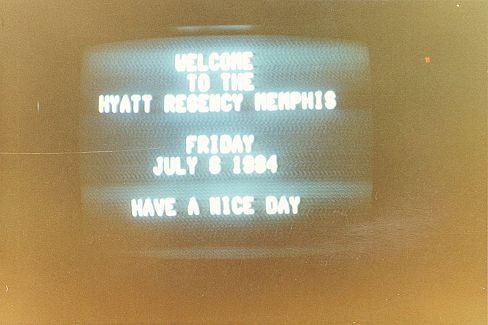 WELCOME
TO THE
HYATT REGENCY MEMPHIS
FRIDAY
JULY 6 1984
HAVE A NICE DAY